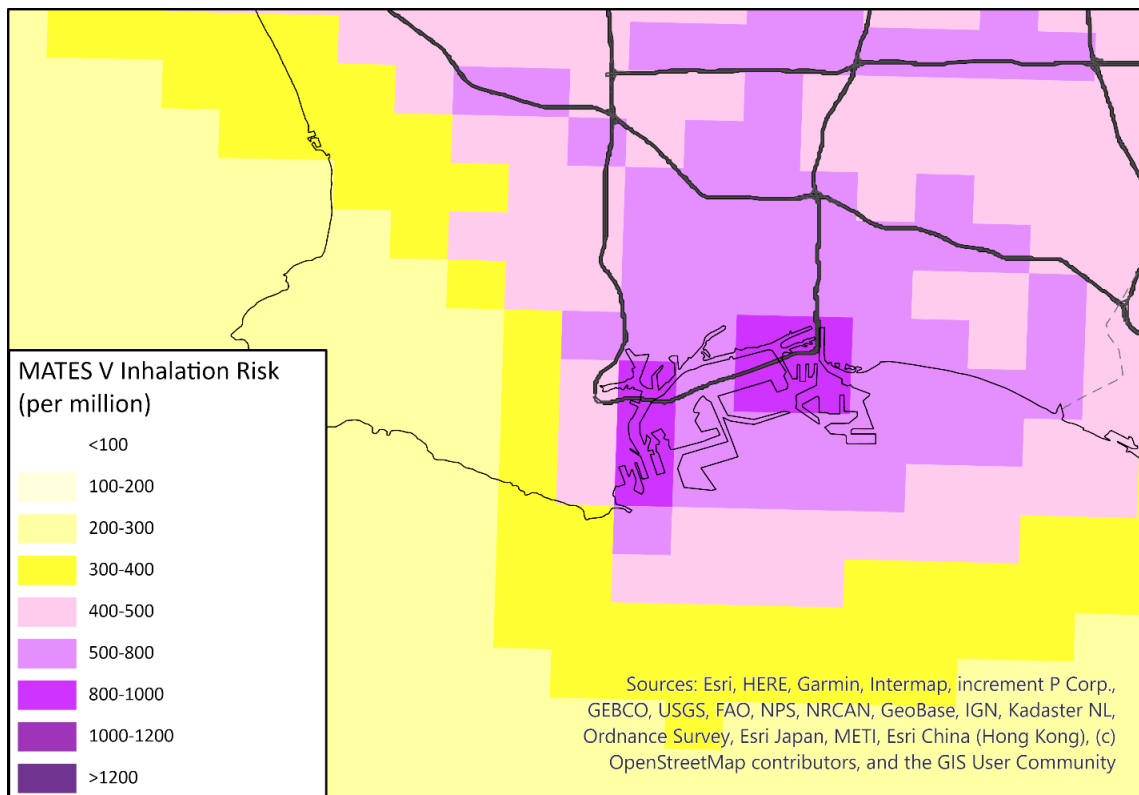 MATES V Inhalation Risk
(per million)
<100
100-200
200-300
300-400
400-500
500-800
800-1000
1000-1200
>1200
Sources: Esri, HERE, Garmin, Intermap, increment P Corp.,
GEBCO, USGS, FAO, NPS, NRCAN, GeoBase, IGN, Kadaster NL,
Ordnance Survey, Esri Japan, METI, Esri China (Hong Kong), (c)
OpenStreetMap contributors, and the GIS User Community